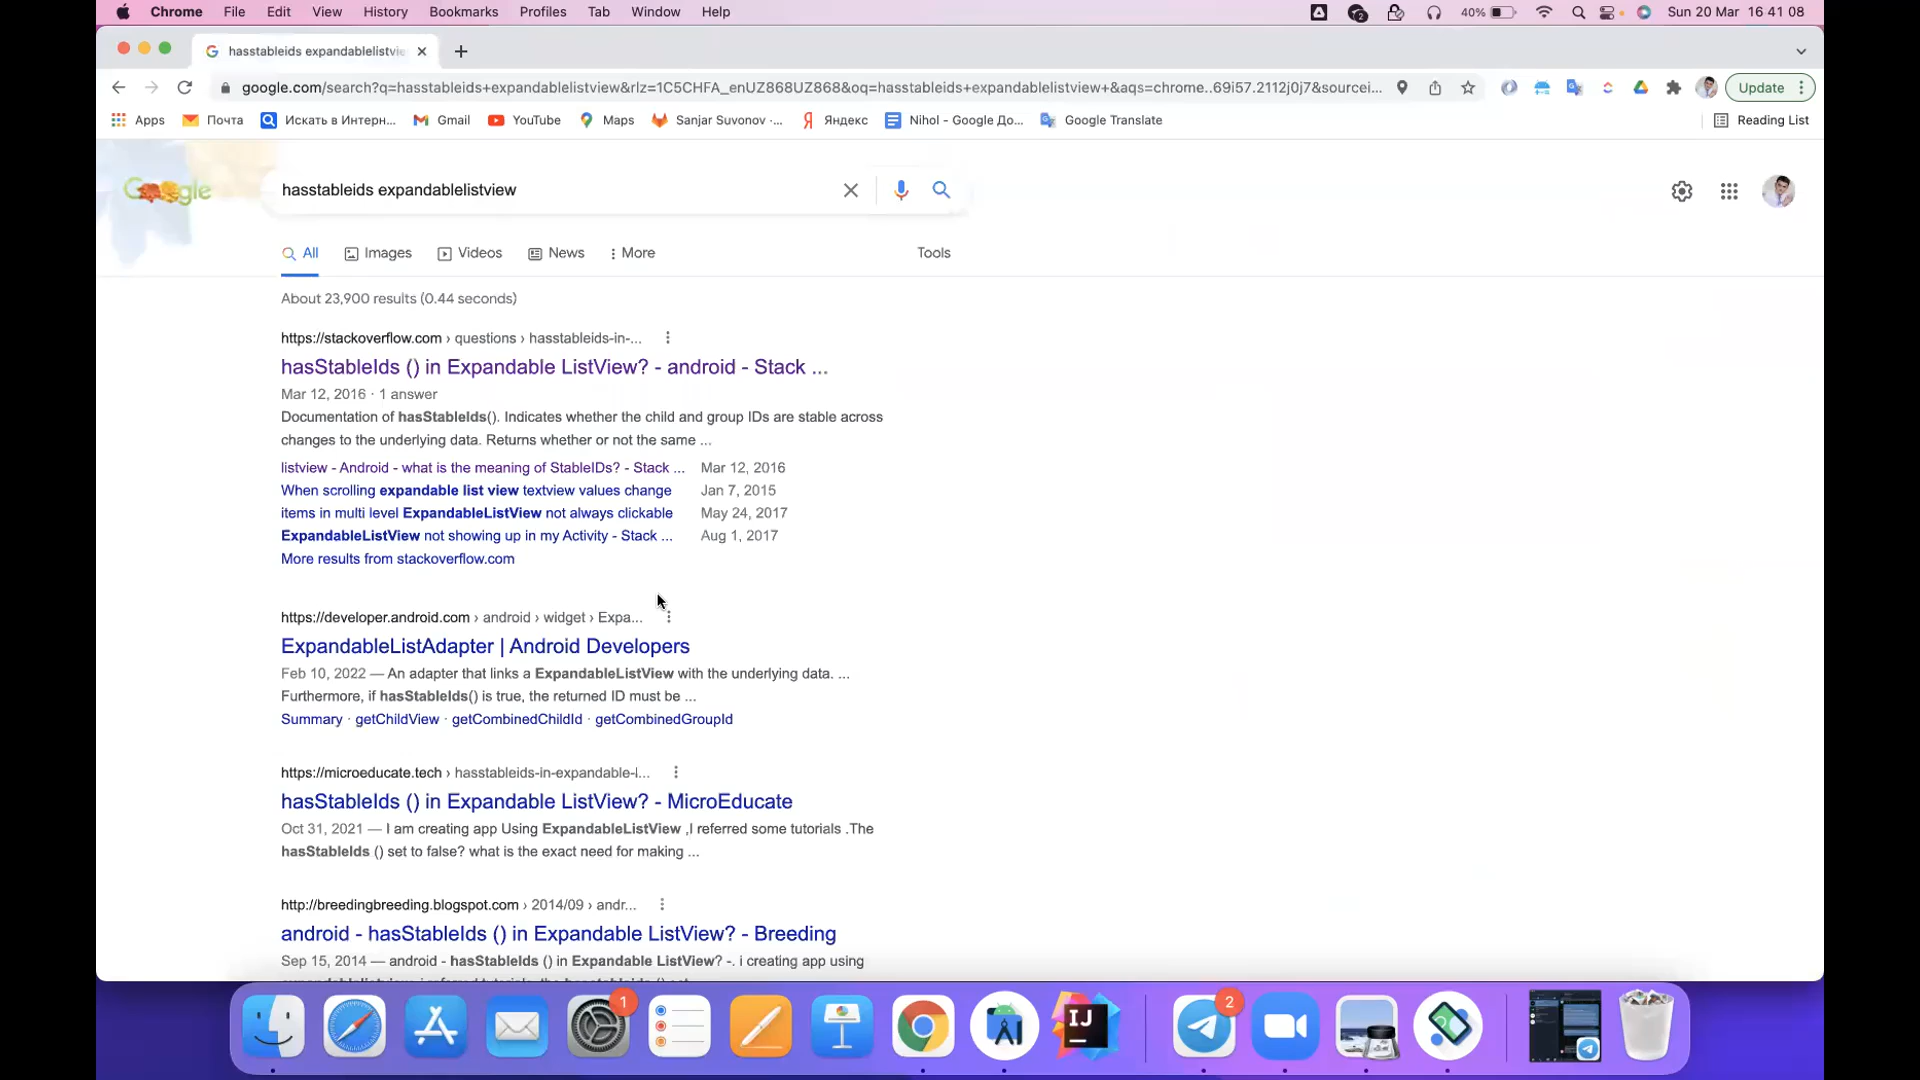 Chrome File Edit View History Bookmarks Profiles Tab Window Help 2 40% Sun 20 Mar 16 41 08
hasstableids expandablelistvie
google.com/search?q=hasstableids+expandablelistview&rlz=1C5CHFA_enUZ868UZ868&oq=hasstableids+expandablelistview+&aqs=chrome..69i57.2112j0j7&sourcei... Update
Apps Почта Искать в Интерн... Gmail YouTube Maps Sanjar Suvonov -... Яндекс Nihol - Google До... Google Translate Reading List
Google hasstableids expandablelistview
All Images Videos News More Tools
About 23,900 results (0.44 seconds)
https://stackoverflow.com › questions › hasstableids-in-...
hasStableIds () in Expandable ListView? - android - Stack ...
Mar 12, 2016 · 1 answer
Documentation of hasStableIds(). Indicates whether the child and group IDs are stable across
changes to the underlying data. Returns whether or not the same ...
listview - Android - what is the meaning of StableIDs? - Stack ... Mar 12, 2016
When scrolling expandable list view textview values change Jan 7, 2015
items in multi level ExpandableListView not always clickable May 24, 2017
ExpandableListView not showing up in my Activity - Stack ... Aug 1, 2017
More results from stackoverflow.com
https://developer.android.com › android › widget › Expa...
ExpandableListAdapter | Android Developers
Feb 10, 2022 — An adapter that links a ExpandableListView with the underlying data. ...
Furthermore, if hasStableIds() is true, the returned ID must be ...
Summary · getChildView · getCombinedChildId · getCombinedGroupId
https://microeducate.tech › hasstableids-in-expandable-l...
hasStableIds () in Expandable ListView? - MicroEducate
Oct 31, 2021 — I am creating app Using ExpandableListView ,I referred some tutorials .The
hasStableIds () set to false? what is the exact need for making ...
http://breedingbreeding.blogspot.com › 2014/09 › andr...
android - hasStableIds () in Expandable ListView? - Breeding
Sep 15, 2014 — android - hasStableIds () in Expandable ListView? -. i creating app using
1 IJ 2